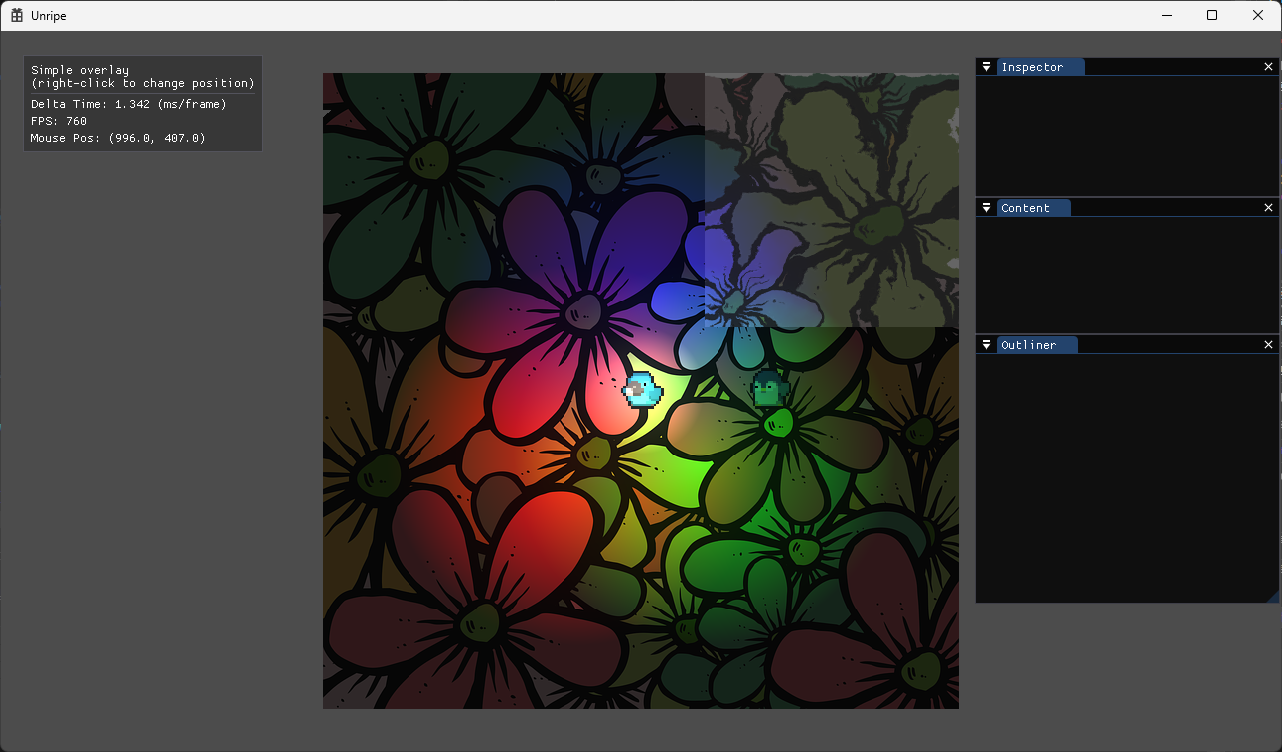 Unripe
Simple overlay
(right-click to change position)
Delta Time: 1.342 (ms/frame)
FPS: 760
Mouse Pos: (996.0, 407.0)
Inspector
Content
Outliner